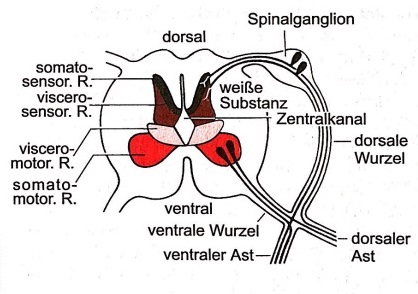 Spinalganglion
dorsal
somato-
sensor. R.
viscero-
sensor. R.
weiße
Substanz
Zentralkanal
dorsale
Wurzel
viscero-
motor. R.
somato-
motor. R.
ventral
ventrale Wurzel
ventraler Ast
dorsaler
Ast